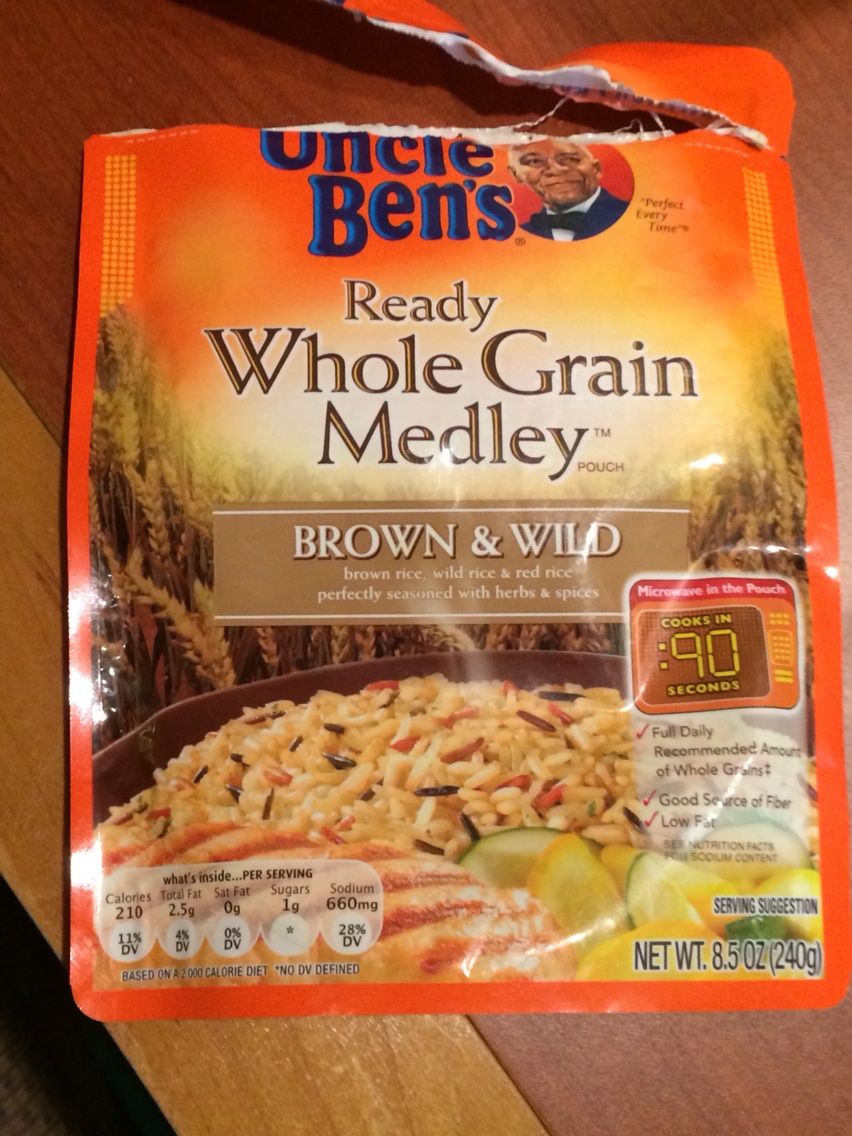 Uncle
Ben's®
"Perfect
Every
Time"®
Ready
Whole Grain
Medley™
POUCH
BROWN & WILD
brown rice, wild rice & red rice
perfectly seasoned with herbs & spices
Microwave in the Pouch
COOKS IN
:90
SECONDS
✓Full Daily
Recommended Amount
of Whole Grains‡
✓Good Source of Fiber
✓Low Fat
SEE NUTRITION FACTS
FOR SODIUM CONTENT
what's inside...PER SERVING
Calories Total Fat Sat Fat Sugars Sodium
210 2.5g 0g 1g 660mg
11% 4% 0% * 28%
DV DV DV DV
BASED ON A 2,000 CALORIE DIET *NO DV DEFINED
SERVING SUGGESTION
NET WT. 8.5 OZ (240g)